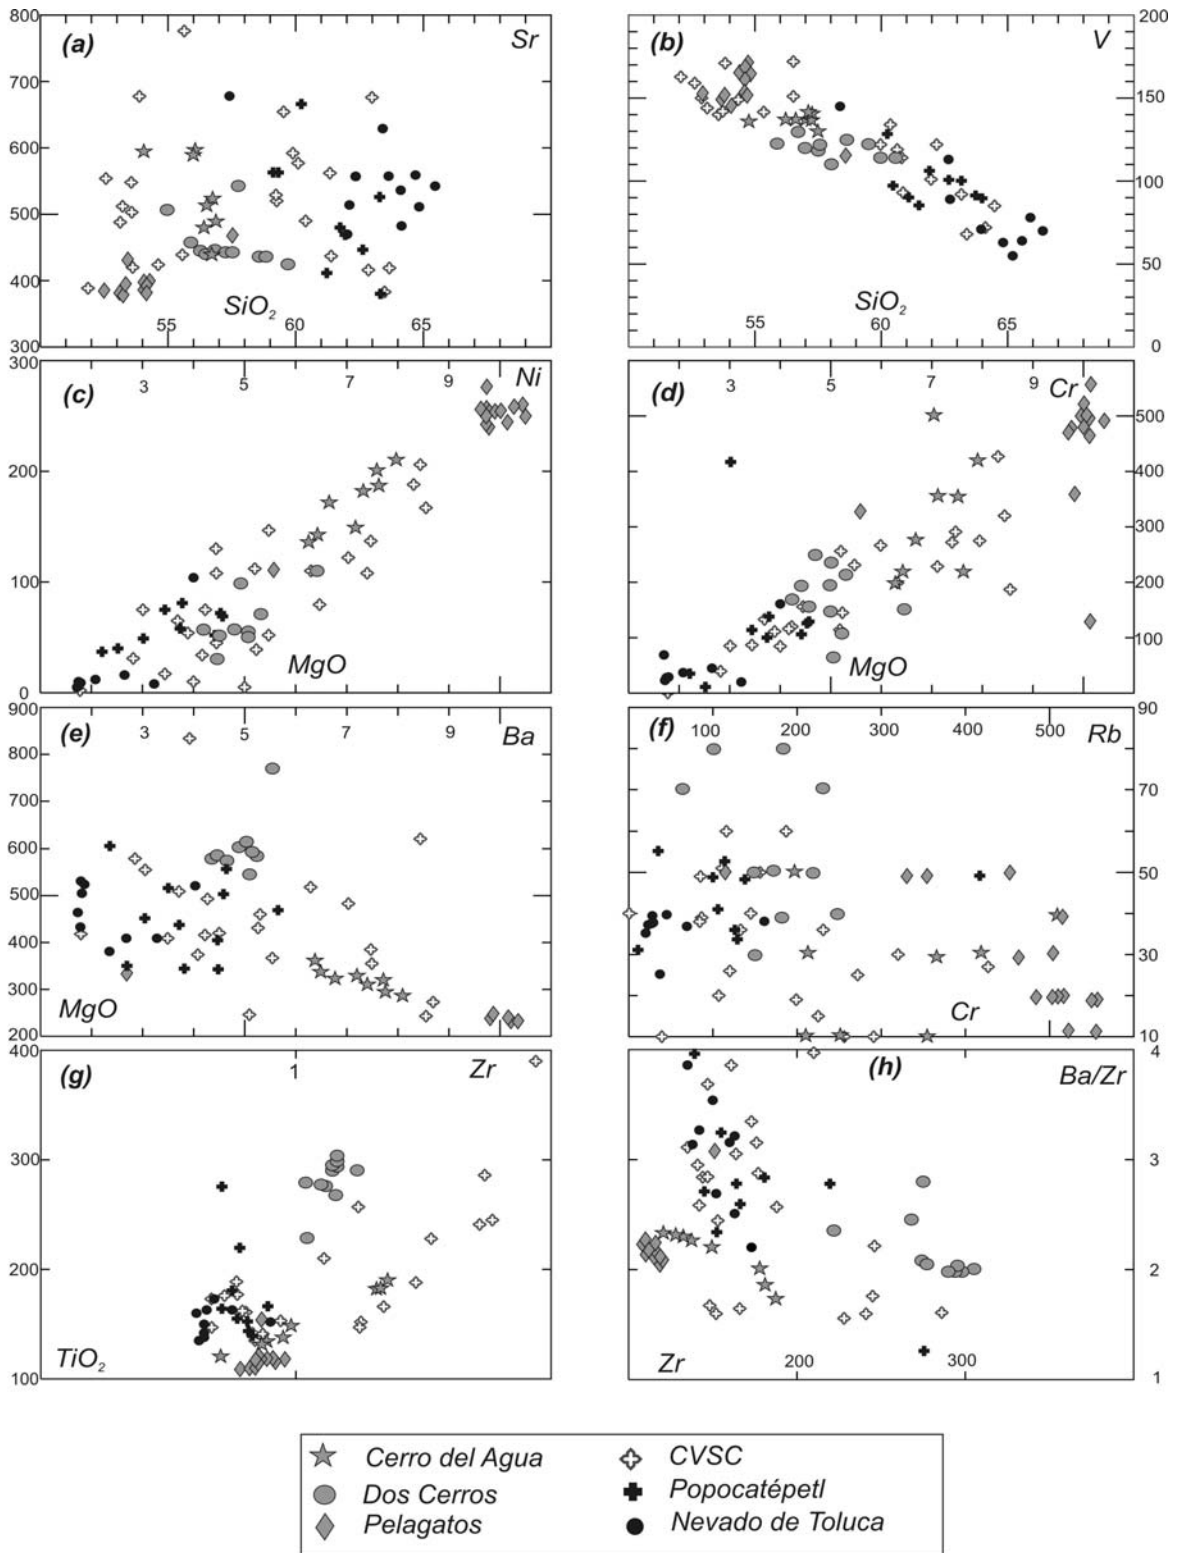 800
(a)
Sr
700
600
500
400
SiO2
55
60
65
300
200
(b)
V
150
100
50
SiO2
55
60
65
0
300
(c)
3
5
7
9
Ni
200
100
MgO
0
(d)
3
5
7
9
Cr
500
400
300
200
100
MgO
0
900
(e)
3
5
7
9
Ba
800
700
600
500
400
300
MgO
200
90
(f)
100
200
300
400
500
Rb
70
50
30
Cr
10
400
(g)
1
Zr
300
200
TiO2
100
4
(h)
Ba/Zr
3
2
Zr
200
300
1
Cerro del Agua
CVSC
Dos Cerros
Popocatépetl
Pelagatos
Nevado de Toluca